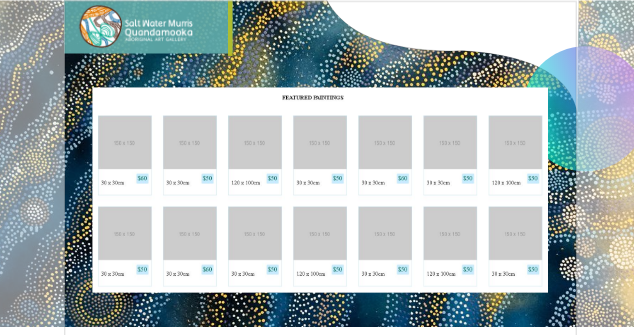 Salt Water Murris
Quandamooka
ABORIGINAL ART GALLERY
FEATURED PAINTINGS
150 x 150 150 x 150 150 x 150 150 x 150 150 x 150 150 x 150 150 x 150
30 x 30cm $60 30 x 30cm $50 120 x 100cm $50 30 x 30cm $50 30 x 30cm $60 30 x 30cm $50 120 x 100cm $50
150 x 150 150 x 150 150 x 150 150 x 150 150 x 150 150 x 150 150 x 150
30 x 30cm $50 30 x 30cm $60 30 x 30cm $50 120 x 100cm $50 30 x 30cm $50 120 x 100cm $50 30 x 30cm $50